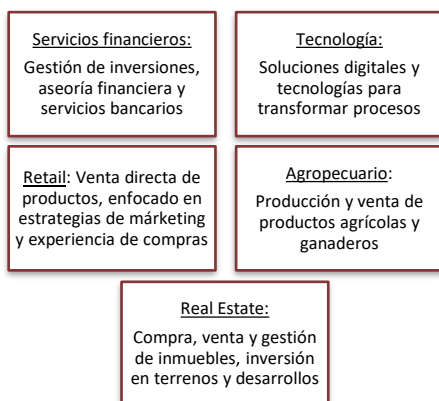 Servicios financieros:
Gestión de inversiones,
aseoría financiera y
servicios bancarios
Tecnología:
Soluciones digitales y
tecnologías para
transformar procesos
Retail: Venta directa de
productos, enfocado en
estrategias de márketing
y experiencia de compras
Agropecuario:
Producción y venta de
productos agrícolas y
ganaderos
Real Estate:
Compra, venta y gestión
de inmuebles, inversión
en terrenos y desarrollos